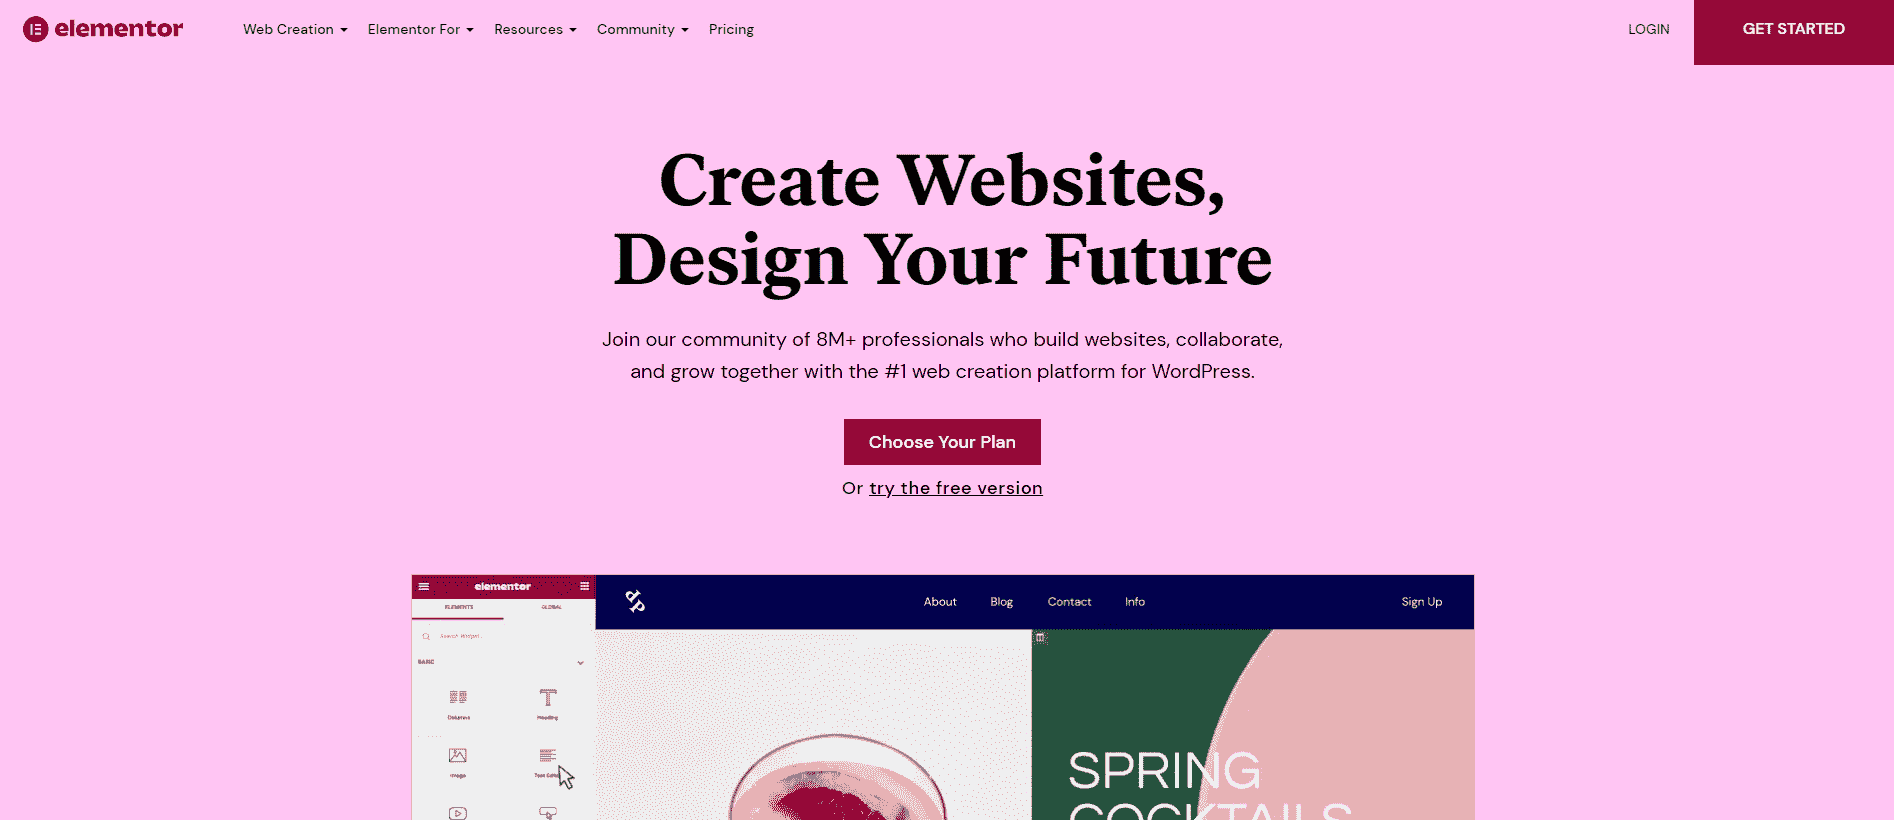 elementor
Web Creation
Elementor For
Resources
Community
Pricing
LOGIN
GET STARTED
Create Websites,
Design Your Future
Join our community of 8M+ professionals who build websites, collaborate,
and grow together with the #1 web creation platform for WordPress.
Choose Your Plan
Or try the free version
elementor
ELEMENTS
GLOBAL
Search Widget...
BASIC
Columns
Heading
Image
About
Blog
Contact
Info
Sign Up
SPRING
COCKTAILS